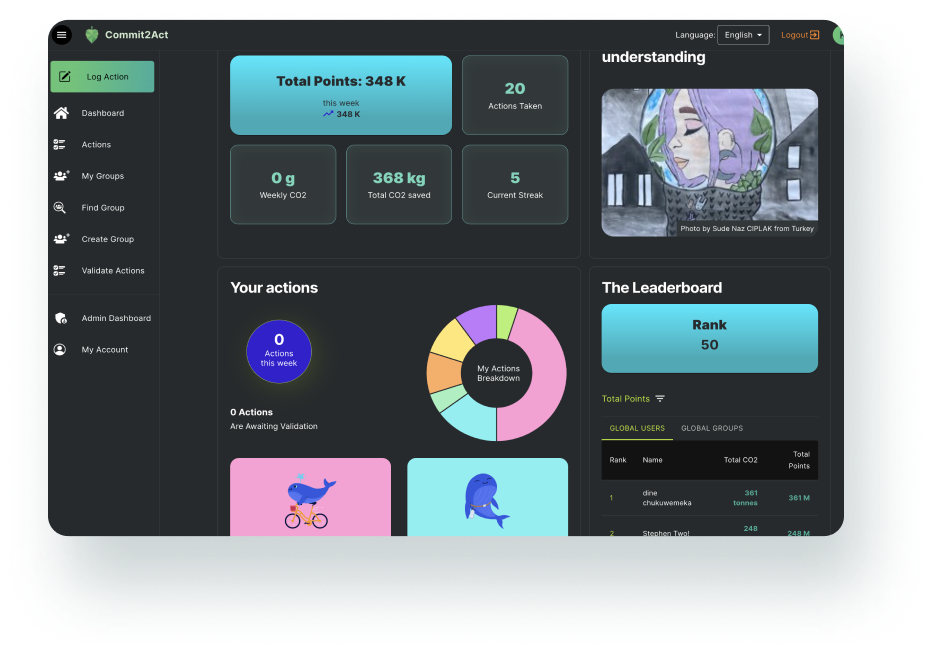 Commit2Act
Language: English
Logout
Log Action
Dashboard
Actions
My Groups
Find Group
Create Group
Validate Actions
Admin Dashboard
My Account
Total Points: 348 K
this week
348 K
20
Actions Taken
0 g
Weekly CO2
368 kg
Total CO2 saved
5
Current Streak
understanding
Photo by Sude Naz CIPLAK from Turkey
Your actions
0
Actions
this week
0 Actions
Are Awaiting Validation
My Actions
Breakdown
The Leaderboard
Rank
50
Total Points
GLOBAL USERS GLOBAL GROUPS
Rank Name Total CO2 Total Points
1 dine chukuwemeka 361 tonnes 361 M
2 Stephen Two! 248 248 M